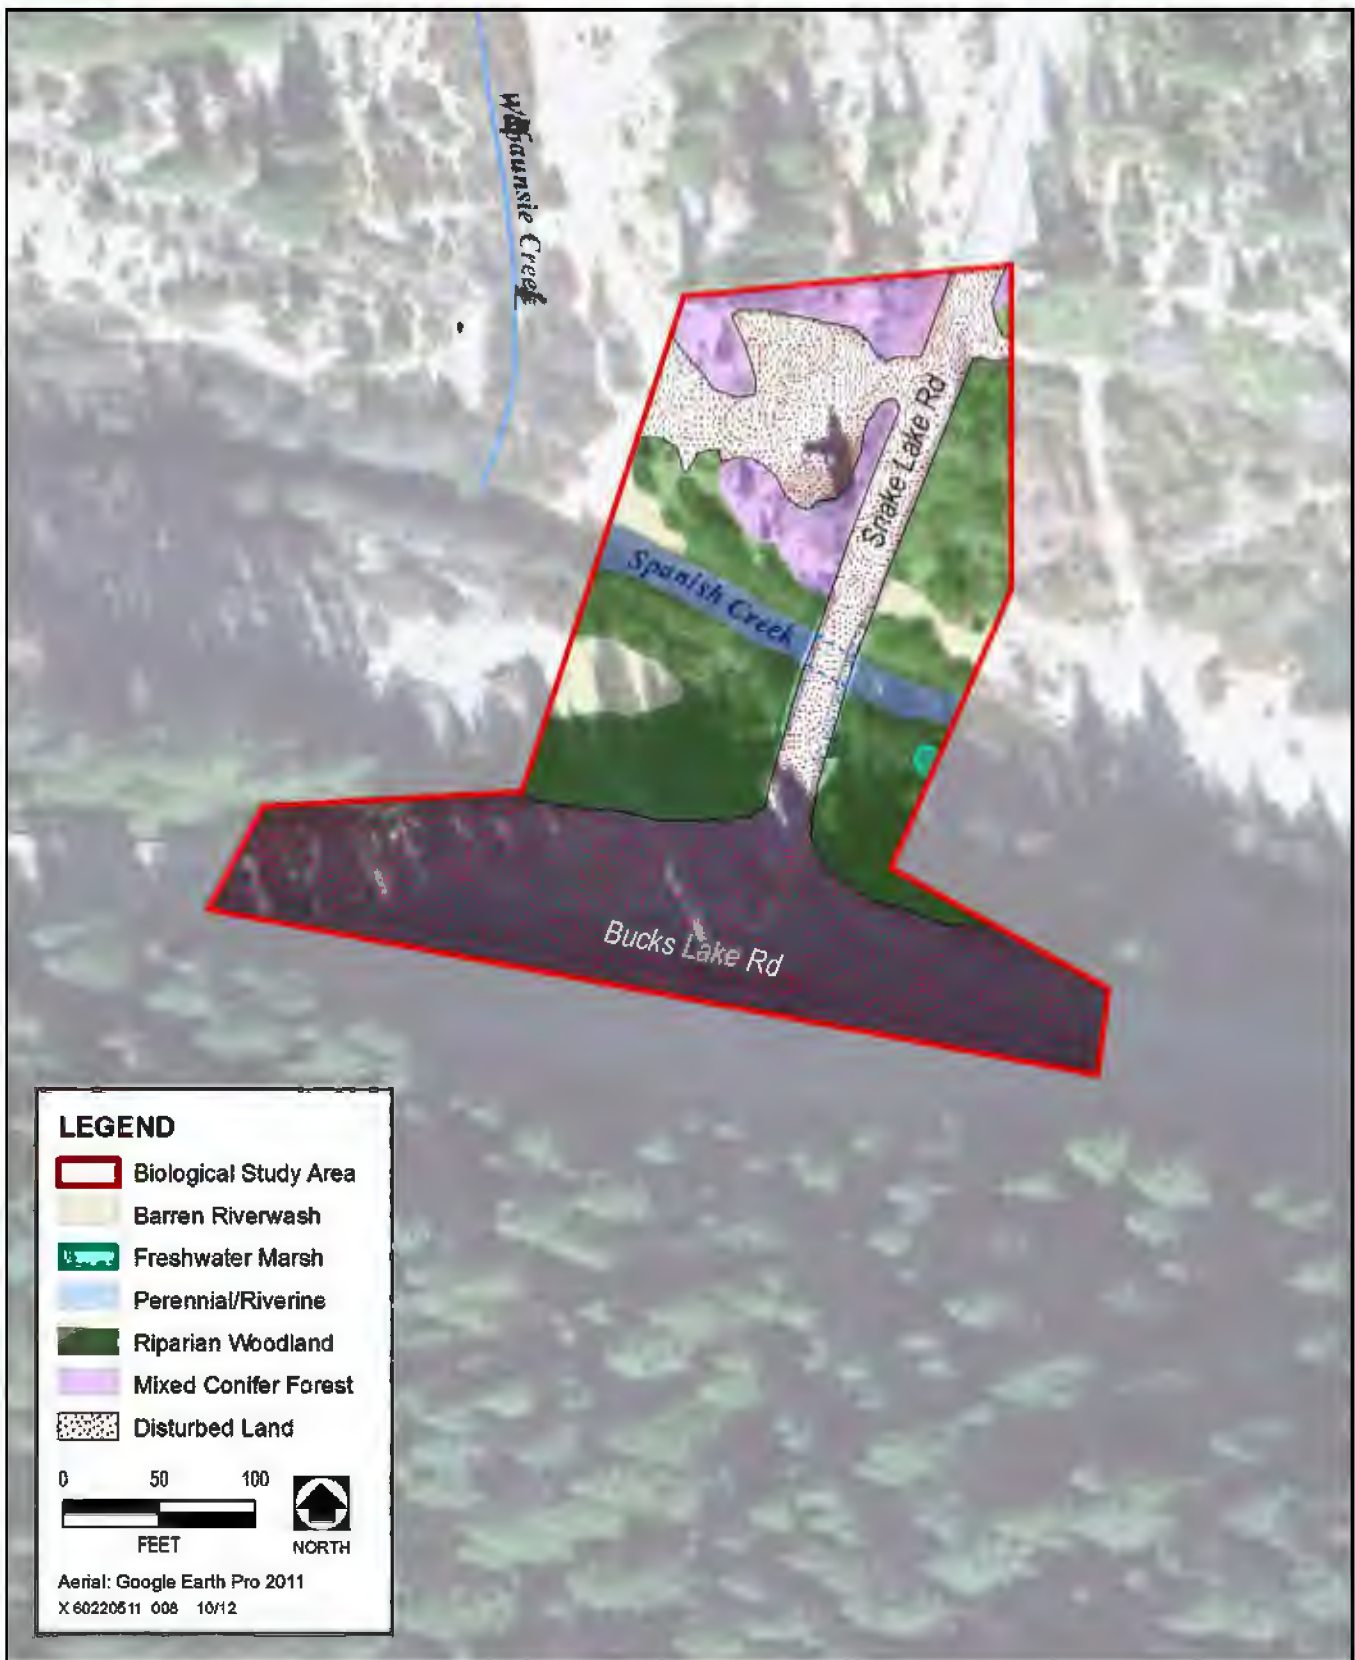 Creek
Snake Lake Rd
Spanish Creek
Bucks Lake Rd
LEGEND
Biological Study Area
Barren Riverwash
Freshwater Marsh
Perennial/Riverine
Riparian Woodland
Mixed Conifer Forest
Disturbed Land
0 50 100
FEET
NORTH
Aerial: Google Earth Pro 2011
X 60220511 008 10/12